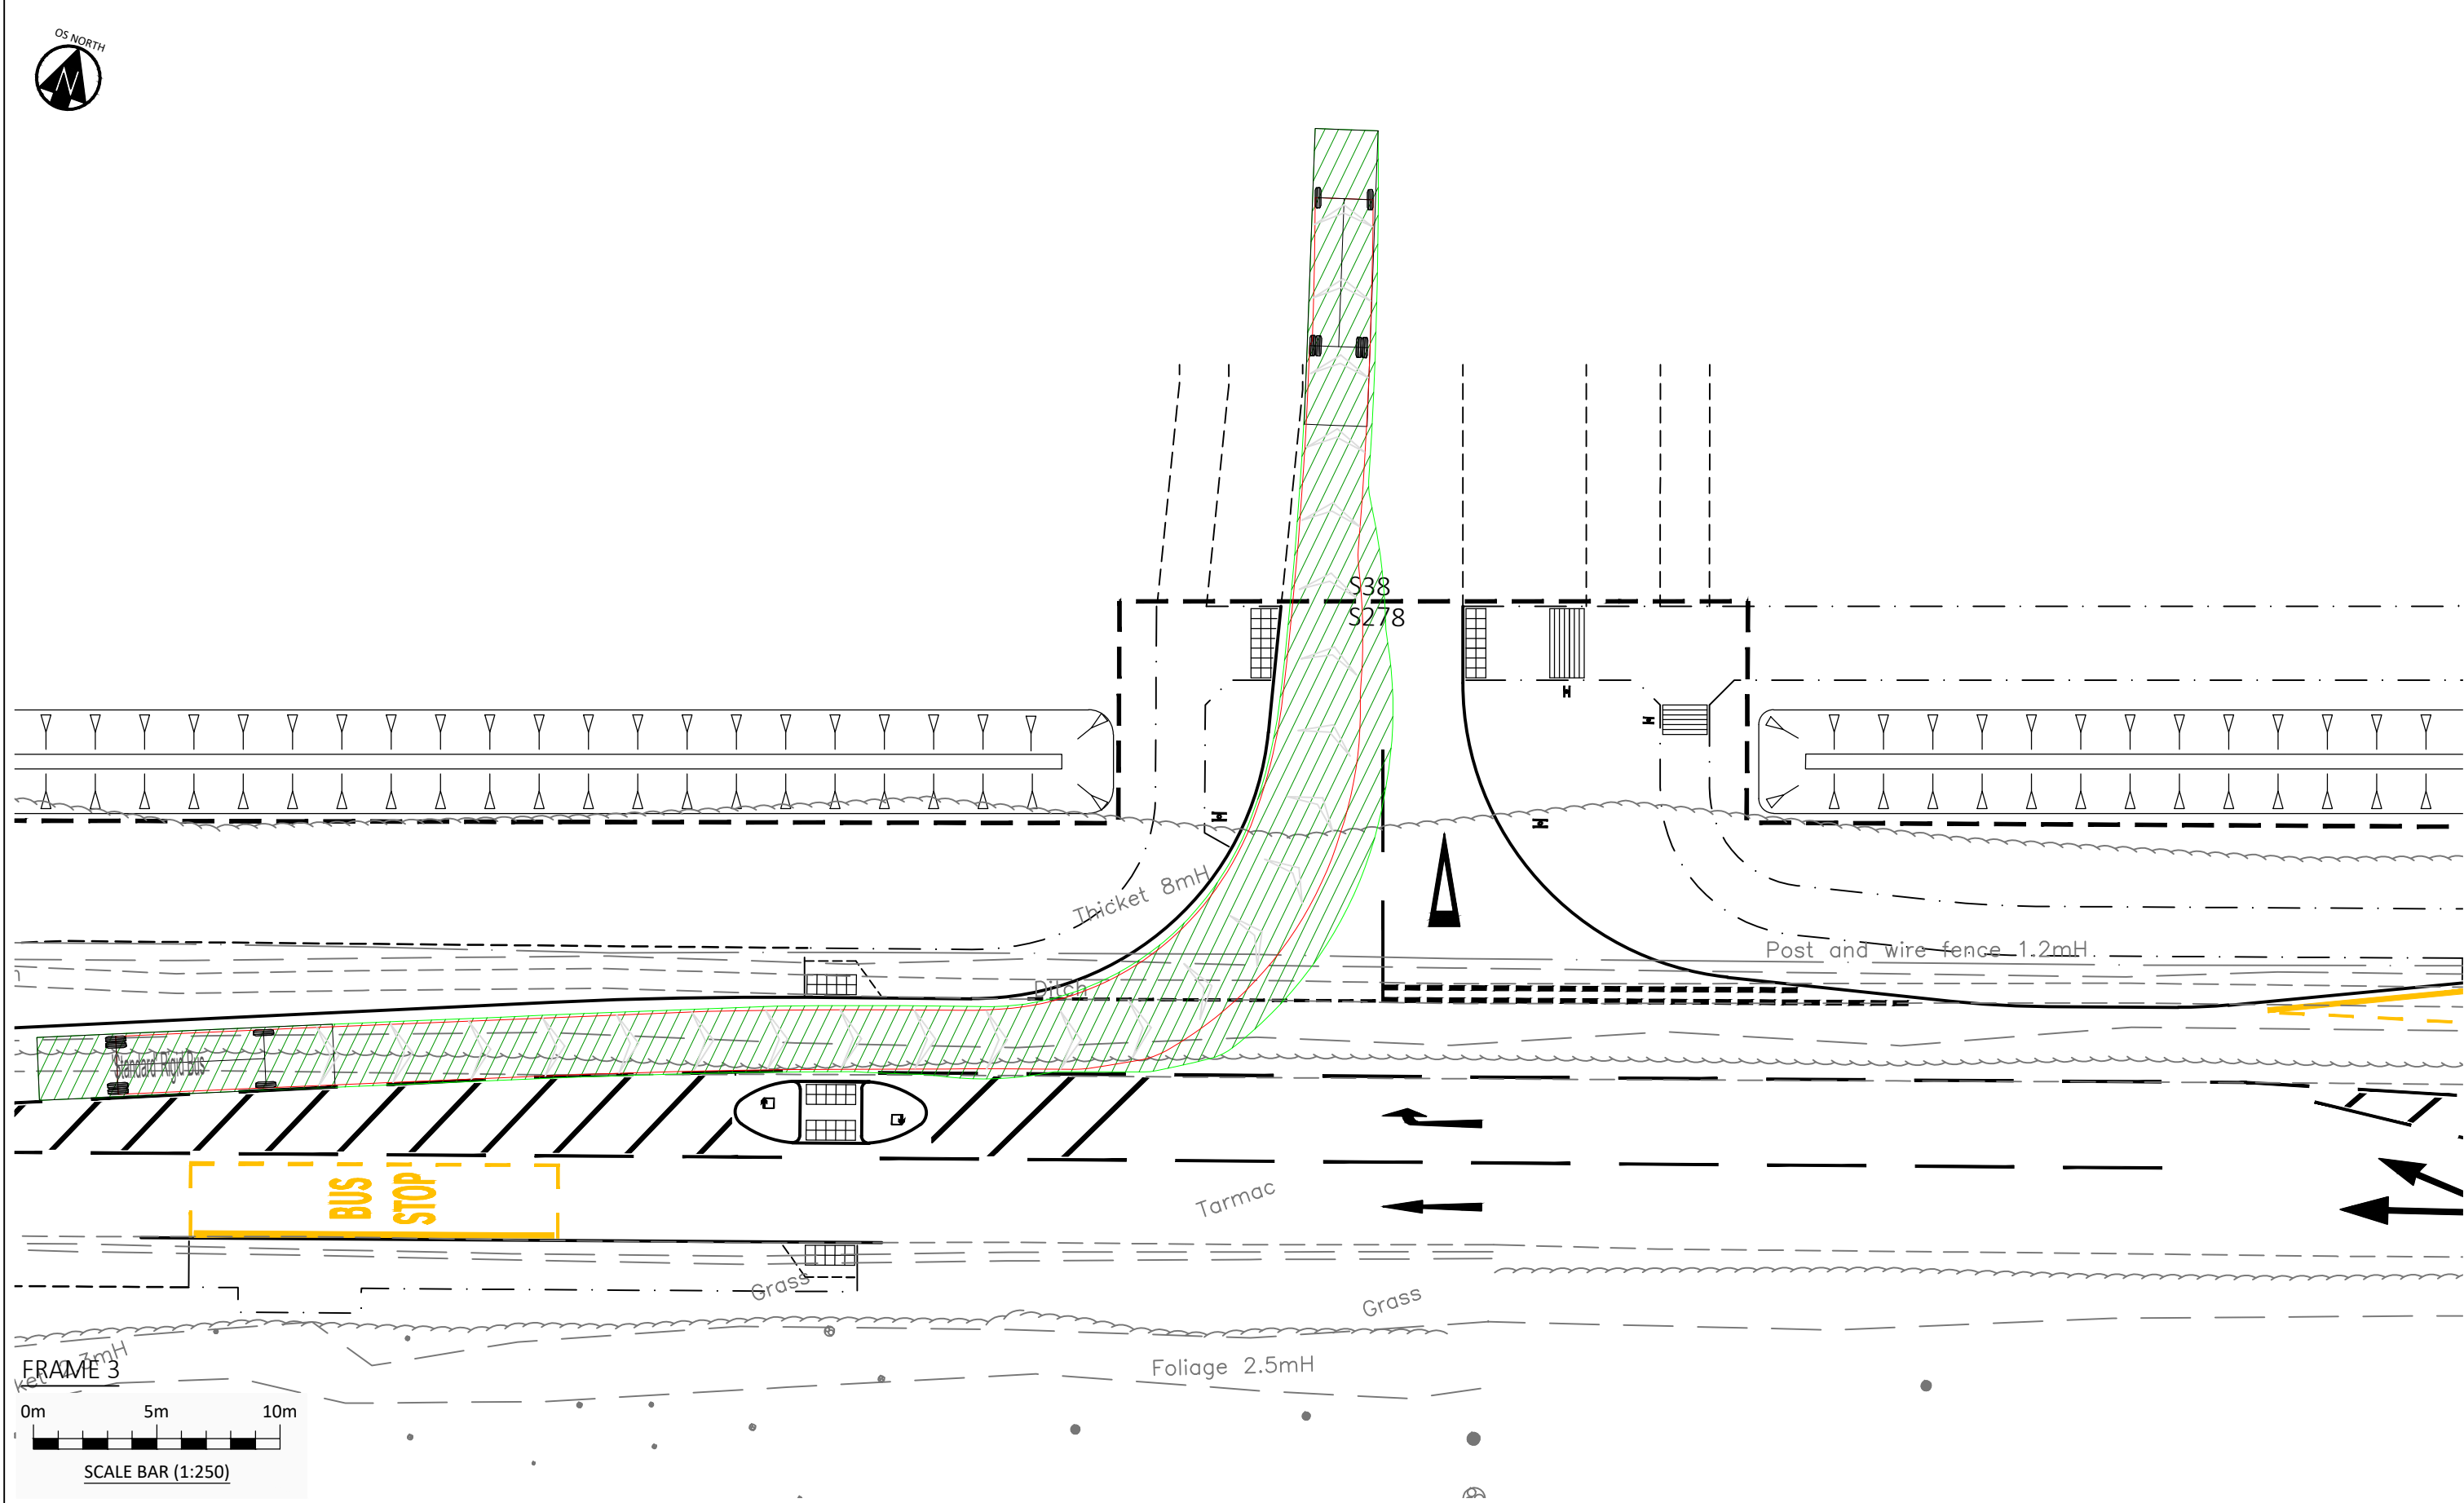 OS NORTH
N
S38
S278
Thicket 8mH
Post and wire fence 1.2mH
Ditch
Standard Rigid Bus
BUS
STOP
Tarmac
Grass
Grass
Foliage 2.5mH
FRAME 3
0m 5m 10m
SCALE BAR (1:250)